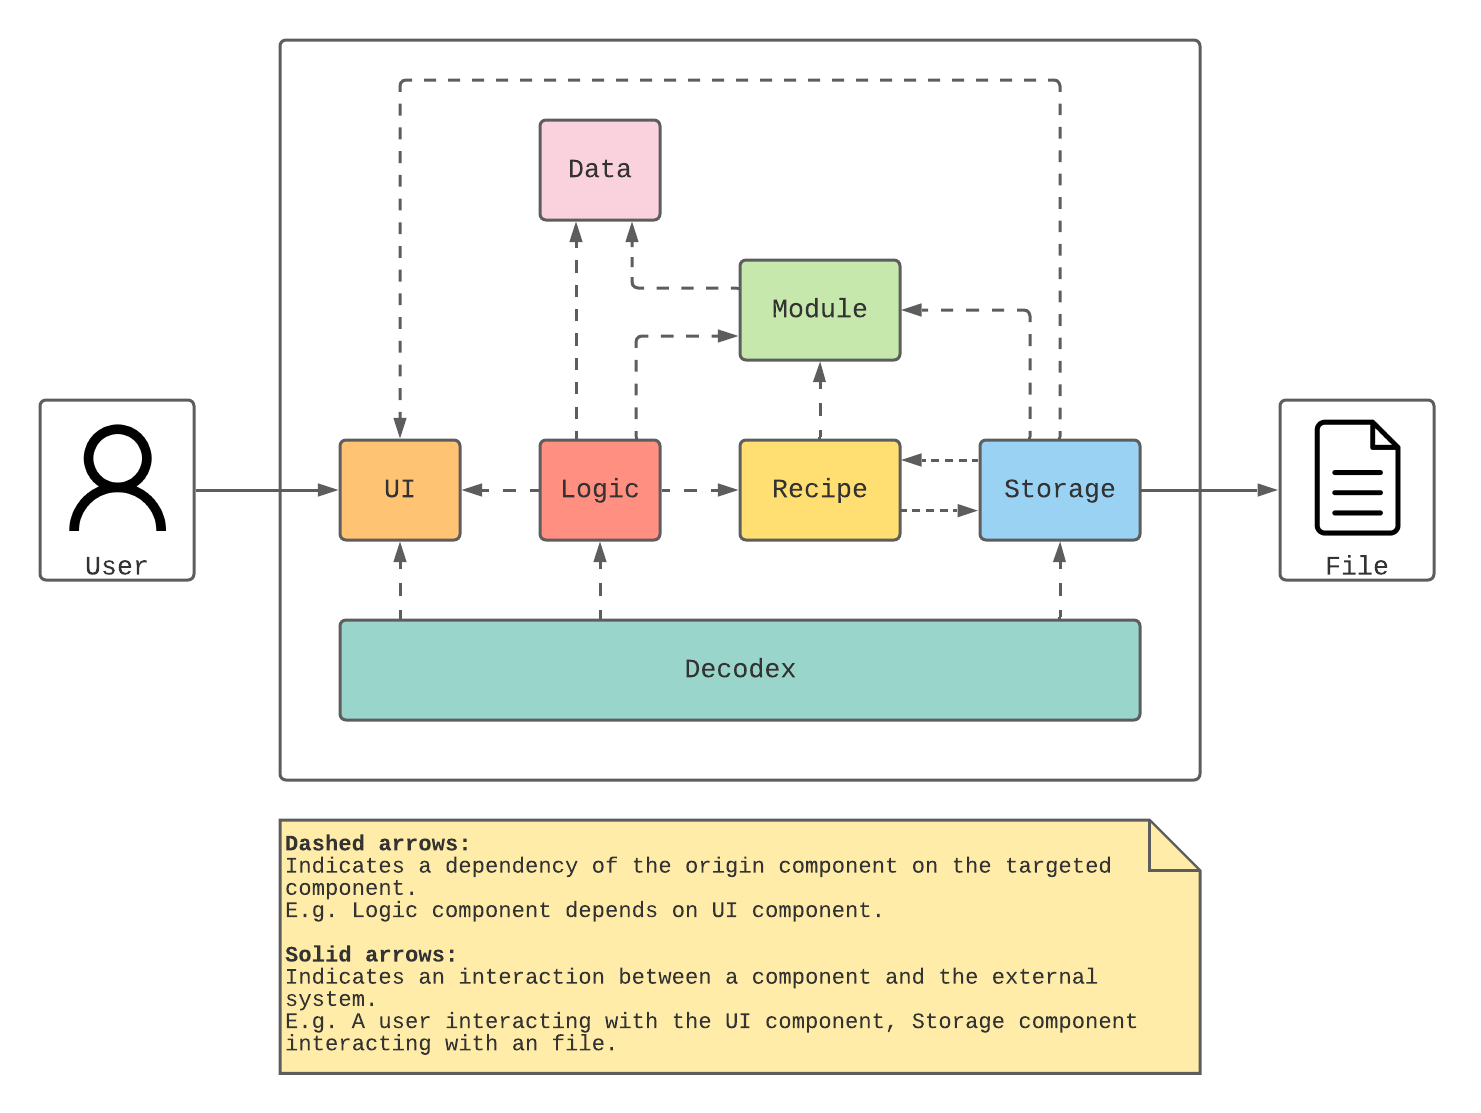 Data
Module
UI
Logic
Recipe
Storage
User
File
Decodex
Dashed arrows:
Indicates a dependency of the origin component on the targeted
component.
E.g. Logic component depends on UI component.
Solid arrows:
Indicates an interaction between a component and the external
system.
E.g. A user interacting with the UI component, Storage component
interacting with an file.